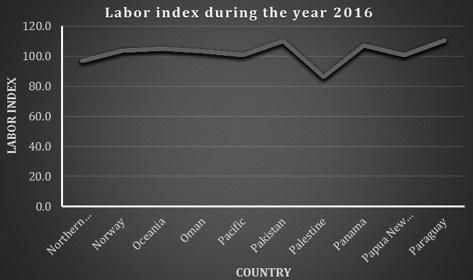 Labor index during the year 2016
120.0
100.0
80.0
60.0
40.0
20.0
0.0
LABOR INDEX
Northern...
Norway
Oceania
Oman
Pacific
Pakistan
Palestine
Panama
Papua New...
Paraguay
COUNTRY